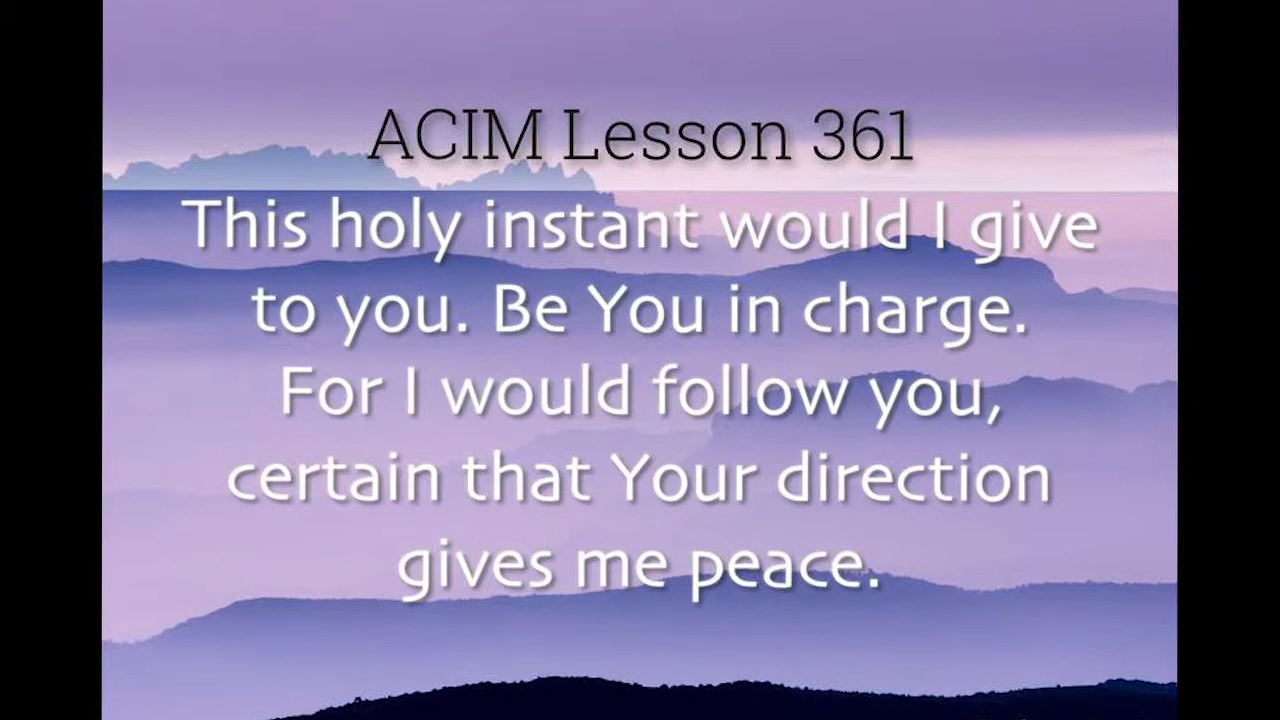 ACIM Lesson 361
This holy instant would I give
to you. Be You in charge.
For I would follow you,
certain that Your direction
gives me peace.